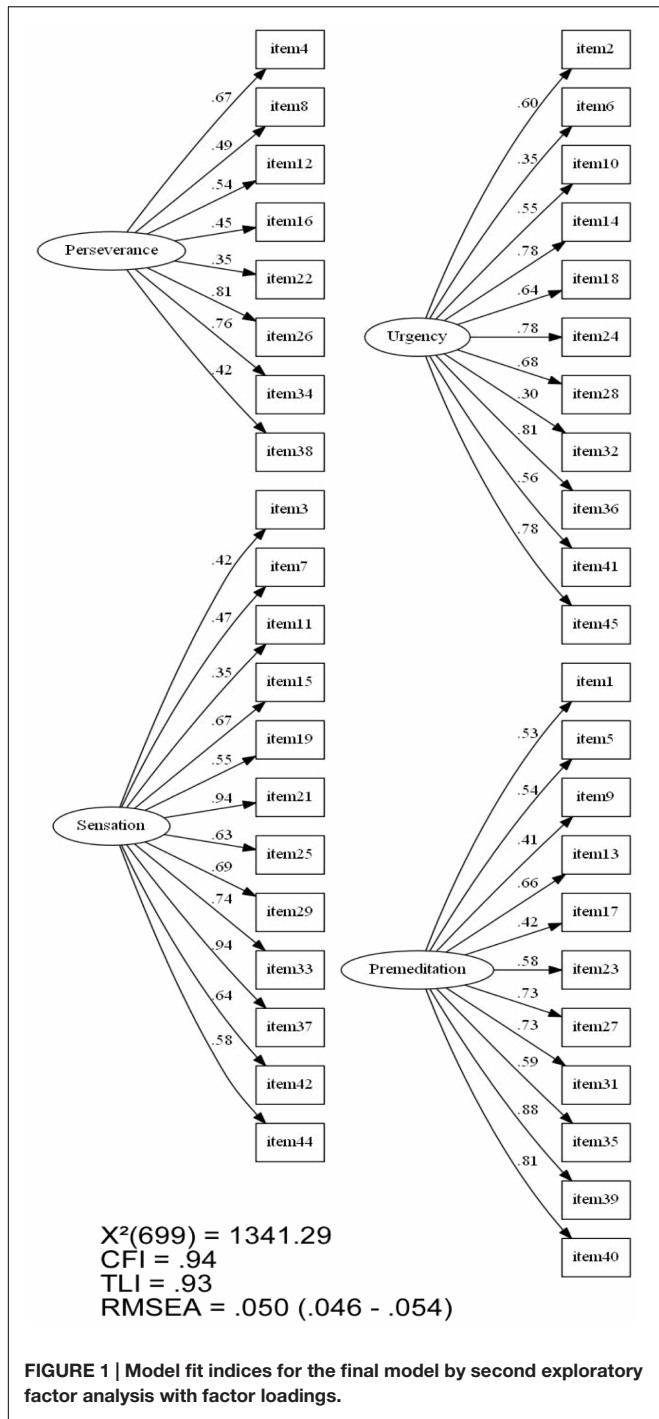 item4
.67
item8
.49
item12
.54
item16
.45
Perseverance
.35
item22
.81
item26
.76
item34
.42
item38
item2
.60
item6
.35
item10
.55
item14
.78
item18
.64
Urgency
.78
item24
.68
item28
.30
item32
.81
item36
.56
item41
.78
item45
item3
.42
item7
.47
item11
.35
item15
.67
item19
.55
item21
.94
Sensation
.63
item25
.69
item29
.74
item33
.94
item37
.64
item42
.58
item44
item1
.53
item5
.54
item9
.41
item13
.66
item17
.42
Premeditation
.58
item23
.73
item27
.73
item31
.59
item35
.88
item39
.81
item40
X²(699) = 1341.29
CFI = .94
TLI = .93
RMSEA = .050 (.046 - .054)
FIGURE 1 | Model fit indices for the final model by second exploratory
factor analysis with factor loadings.